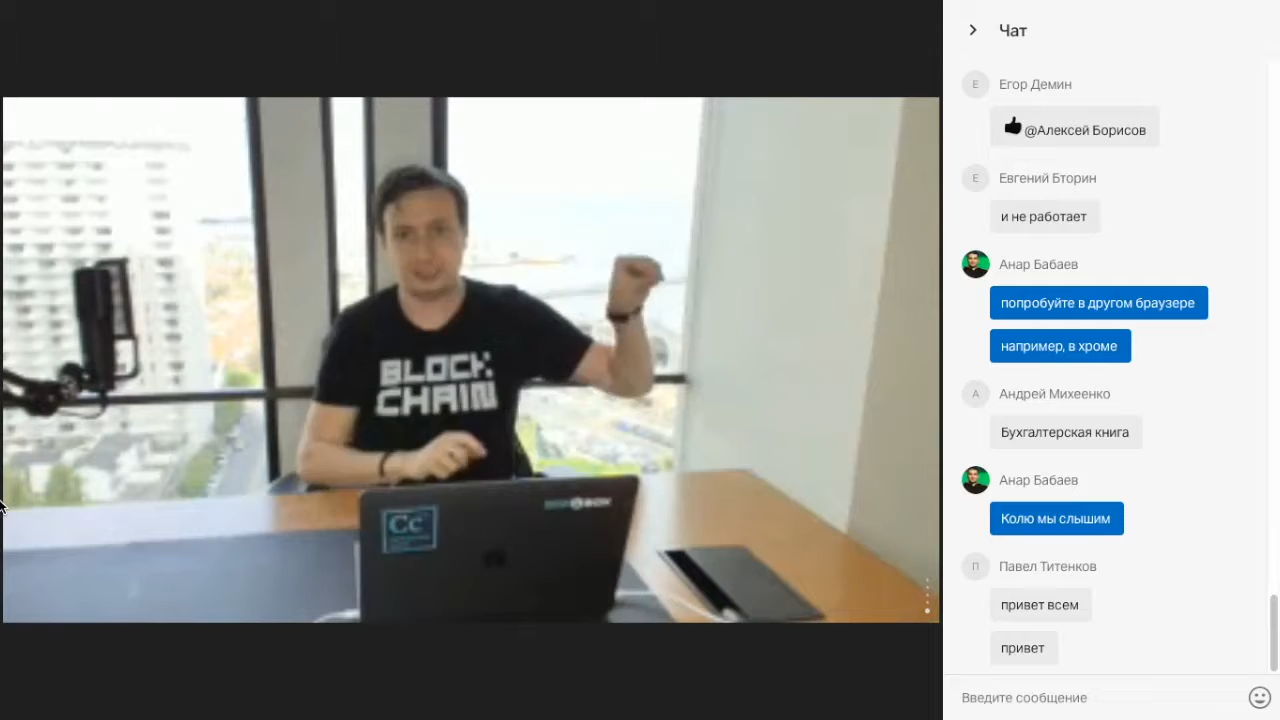 Чат
Егор Демин
@Алексей Борисов
Евгений Вторин
и не работает
Анар Бабаев
попробуйте в другом браузере
например, в хроме
Андрей Михеенко
Бухгалтерская книга
Анар Бабаев
Колю мы слышим
Павел Титенков
привет всем
привет
Введите сообщение
BLOCK
CHAIN
Cc